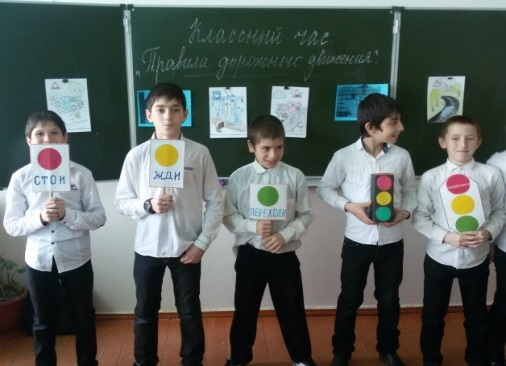 Классный час
„Правила дорожного движения".
СТОЙ
ЖДИ
ПЕРЕХОДИ